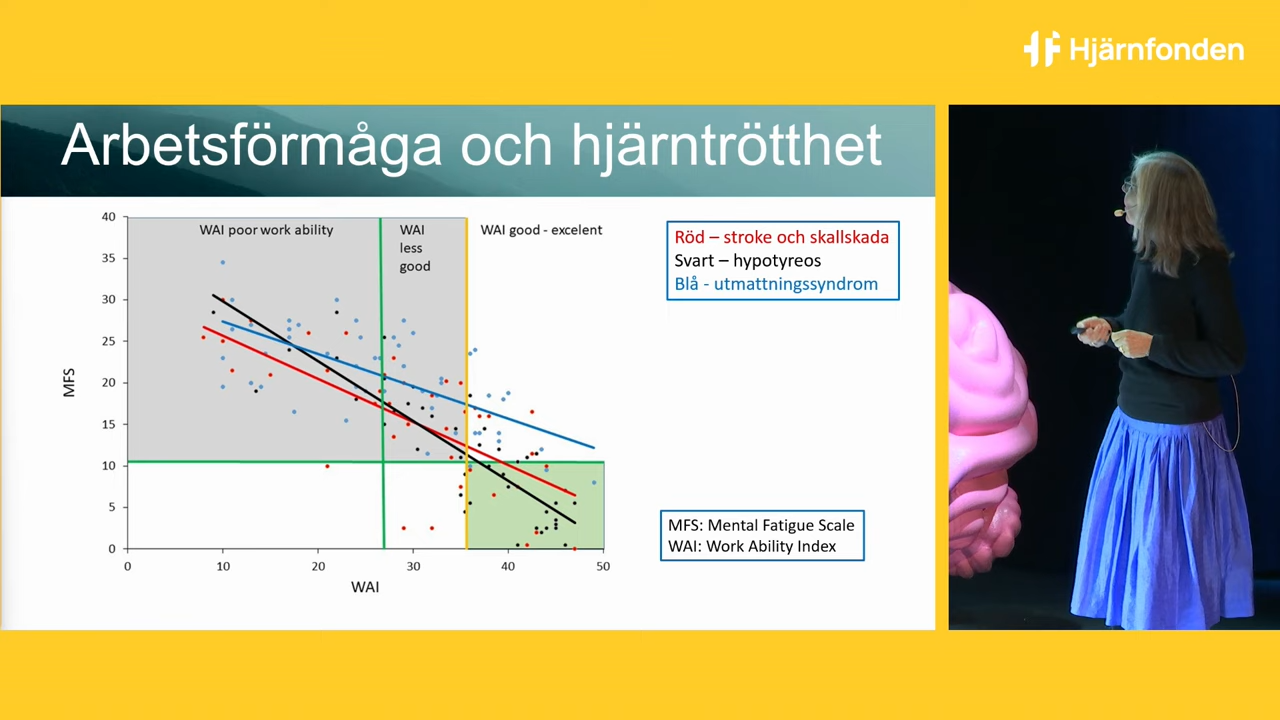 Hjärnfonden
Arbetsförmåga och hjärntrötthet
40
35
30
25
20
15
10
5
0
MFS
WAI poor work ability
WAI
less
good
WAI good - excelent
0 10 20 30 40 50
WAI
Röd – stroke och skallskada
Svart – hypotyreos
Blå - utmattningssyndrom
MFS: Mental Fatigue Scale
WAI: Work Ability Index